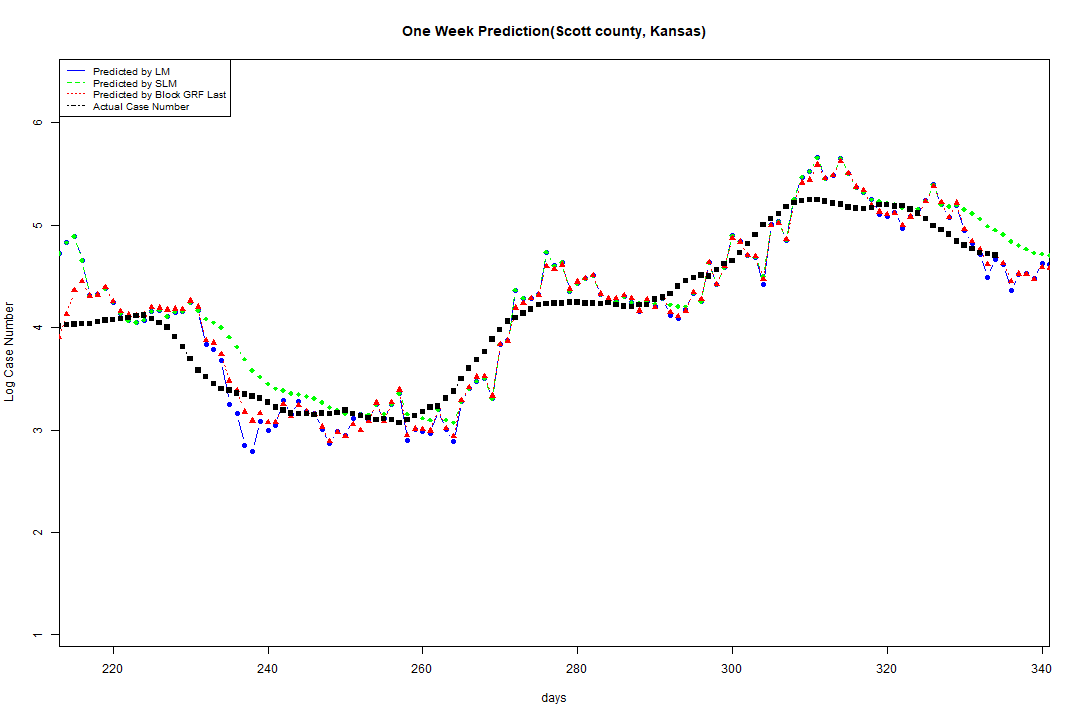 One Week Prediction(Scott county, Kansas)
Predicted by LM
Predicted by SLM
Predicted by Block GRF Last
Actual Case Number
6
5
4
3
2
1
Log Case Number
220 240 260 280 300 320 340
days